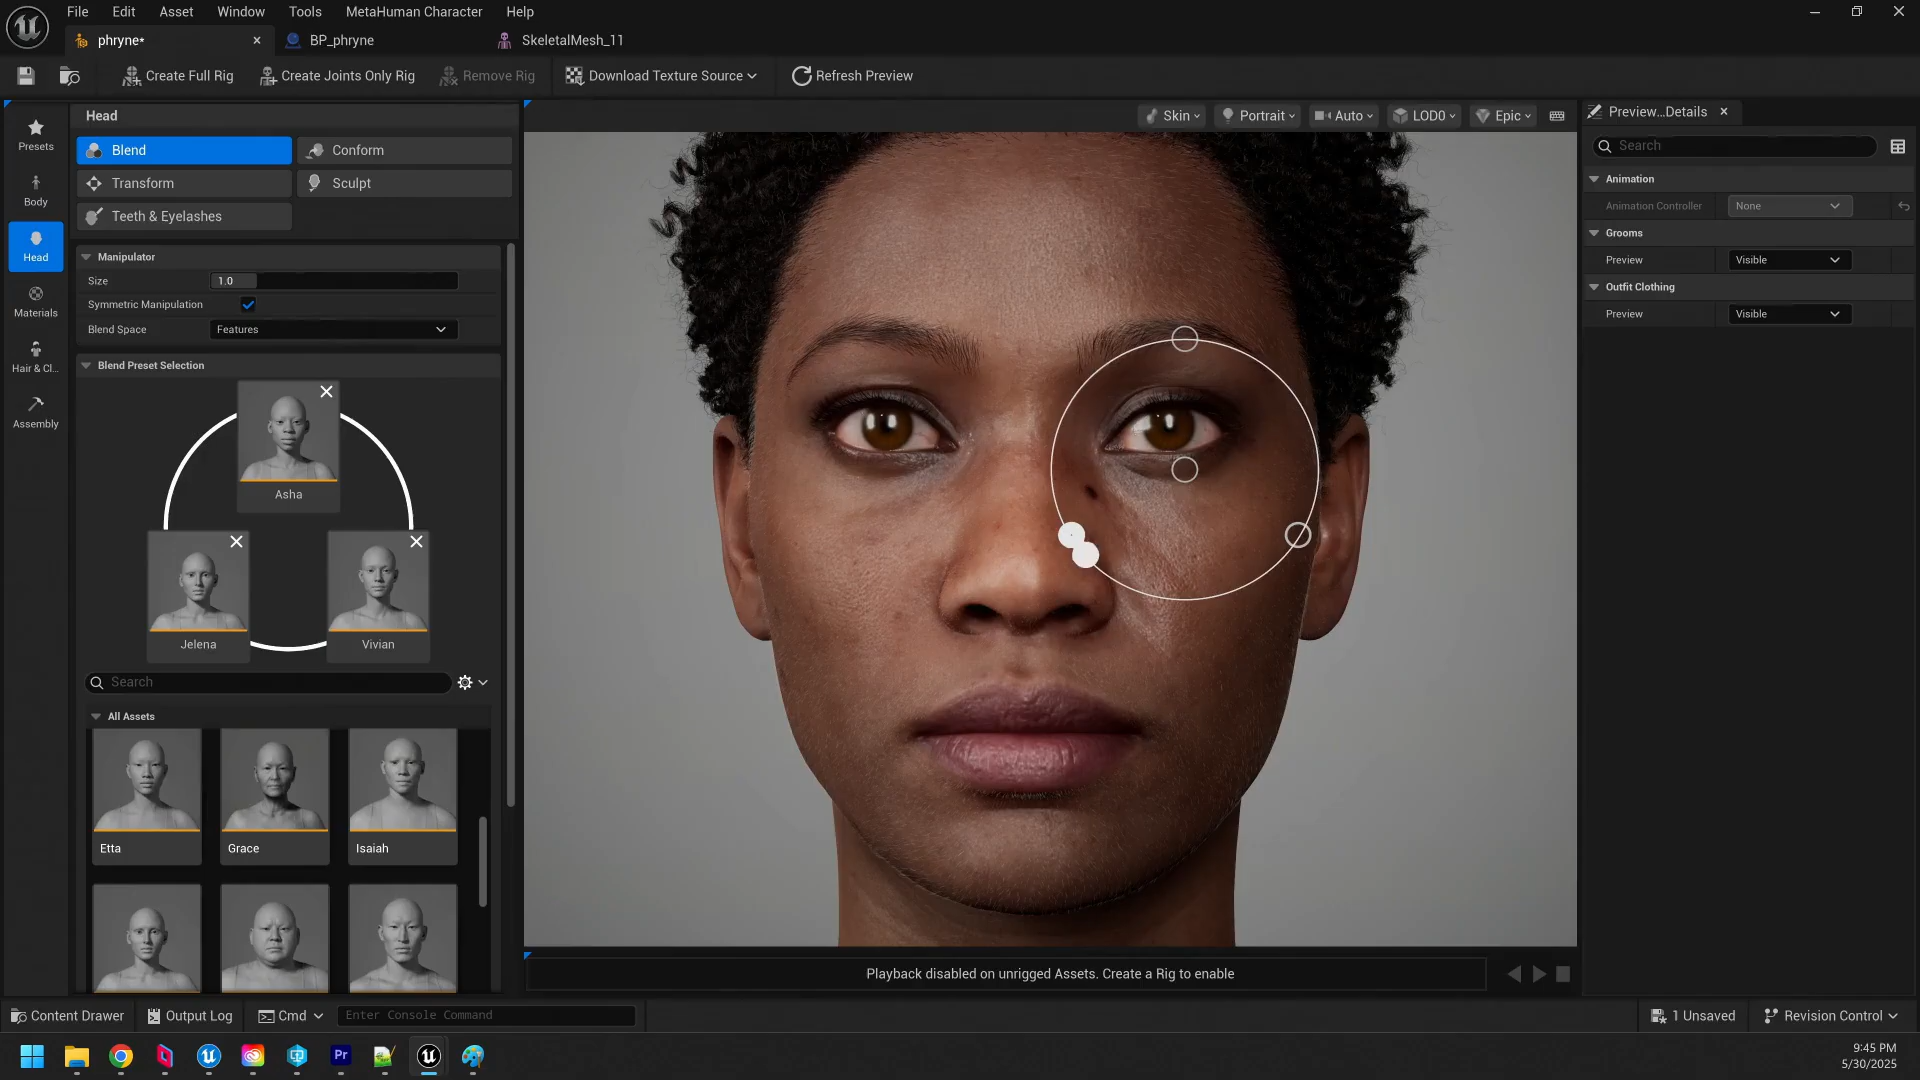 File Edit Asset Window Tools MetaHuman Character Help
phryne* BP_phryne SkeletalMesh_11
Create Full Rig Create Joints Only Rig Remove Rig Download Texture Source Refresh Preview
Presets
Body
Head
Materials
Hair & Cl...
Assembly
Head
Blend Conform
Transform Sculpt
Teeth & Eyelashes
Manipulator
Size 1.0
Symmetric Manipulation
Blend Space Features
Blend Preset Selection
Asha
Jelena Vivian
Search
All Assets
Etta Grace Isaiah
Skin Portrait Auto LOD0 Epic
Playback disabled on unrigged Assets. Create a Rig to enable
Preview...Details
Search
Animation
Animation Controller None
Grooms
Preview Visible
Outfit Clothing
Preview Visible
Content Drawer Output Log Cmd Enter Console Command 1 Unsaved Revision Control
Pr
9:45 PM
5/30/2025